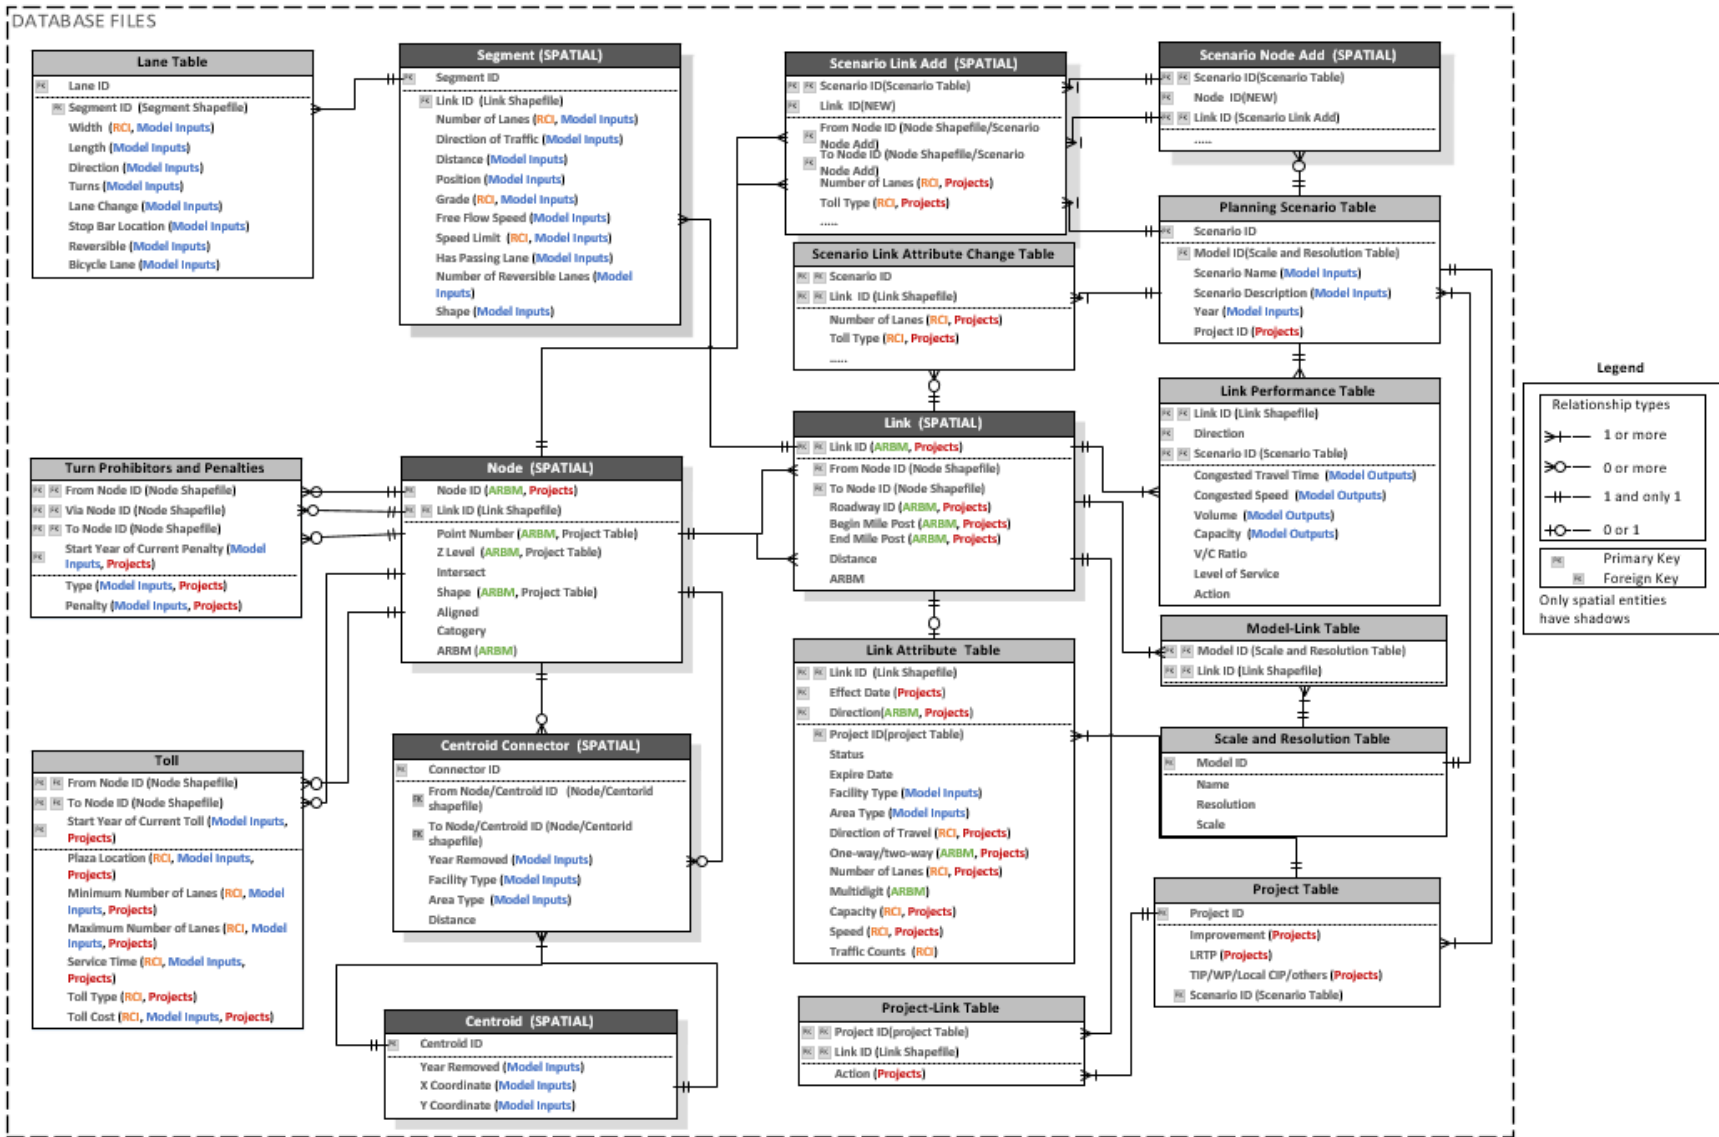 DATABASE FILES
Lane Table
Lane ID
Segment ID (Segment Shapefile)
Width (RCI, Model Inputs)
Length (Model Inputs)
Direction (Model Inputs)
Turns (Model Inputs)
Lane Change (Model Inputs)
Stop Bar Location (Model Inputs)
Reversible (Model Inputs)
Bicycle Lane (Model Inputs)
Segment (SPATIAL)
Segment ID
Link ID (Link Shapefile)
Number of Lanes (RCI, Model Inputs)
Direction of Traffic (Model Inputs)
Distance (Model Inputs)
Position (Model Inputs)
Grade (RCI, Model Inputs)
Free Flow Speed (Model Inputs)
Speed Limit (RCI, Model Inputs)
Has Passing Lane (Model Inputs)
Number of Reversible Lanes (Model
Inputs)
Shape (Model Inputs)
Scenario Link Add (SPATIAL)
Scenario ID(Scenario Table)
Link ID(NEW)
From Node ID (Node Shapefile/Scenario
Node Add)
To Node ID (Node Shapefile/Scenario
Node Add)
Number of Lanes (RCI, Projects)
Toll Type (RCI, Projects)
.....
Scenario Node Add (SPATIAL)
Scenario ID(Scenario Table)
Node ID(NEW)
Link ID (Scenario Link Add)
.....
Planning Scenario Table
Scenario ID
Model ID(Scale and Resolution Table)
Scenario Name (Model Inputs)
Scenario Description (Model Inputs)
Year (Model Inputs)
Project ID (Projects)
Scenario Link Attribute Change Table
Scenario ID
Link ID (Link Shapefile)
Number of Lanes (RCI, Projects)
Toll Type (RCI, Projects)
.....
Link Performance Table
Link ID (Link Shapefile)
Direction
Scenario ID (Scenario Table)
Congested Travel Time (Model Outputs)
Congested Speed (Model Outputs)
Volume (Model Outputs)
Capacity (Model Outputs)
V/C Ratio
Level of Service
Action
Legend
Relationship types
1 or more
0 or more
1 and only 1
0 or 1
Primary Key
Foreign Key
Only spatial entities
have shadows
Link (SPATIAL)
Link ID (ARBM, Projects)
From Node ID (Node Shapefile)
To Node ID (Node Shapefile)
Roadway ID (ARBM, Projects)
Begin Mile Post (ARBM, Projects)
End Mile Post (ARBM, Projects)
Distance
ARBM
Turn Prohibitors and Penalties
From Node ID (Node Shapefile)
Via Node ID (Node Shapefile)
To Node ID (Node Shapefile)
Start Year of Current Penalty (Model
Inputs, Projects)
Type (Model Inputs, Projects)
Penalty (Model Inputs, Projects)
Node (SPATIAL)
Node ID (ARBM, Projects)
Link ID (Link Shapefile)
Point Number (ARBM, Project Table)
Z Level (ARBM, Project Table)
Intersect
Shape (ARBM, Project Table)
Aligned
Catogery
ARBM (ARBM)
Model-Link Table
Model ID (Scale and Resolution Table)
Link ID (Link Shapefile)
Link Attribute Table
Link ID (Link Shapefile)
Effect Date (Projects)
Direction(ARBM, Projects)
Project ID(project Table)
Status
Expire Date
Facility Type (Model Inputs)
Area Type (Model Inputs)
Direction of Travel (RCI, Projects)
One-way/two-way (ARBM, Projects)
Number of Lanes (RCI, Projects)
Multidigit (ARBM)
Capacity (RCI, Projects)
Speed (RCI, Projects)
Traffic Counts (RCI)
Scale and Resolution Table
Model ID
Name
Resolution
Scale
Toll
From Node ID (Node Shapefile)
To Node ID (Node Shapefile)
Start Year of Current Toll (Model Inputs,
Projects)
Plaza Location (RCI, Model Inputs,
Projects)
Minimum Number of Lanes (RCI, Model
Inputs, Projects)
Maximum Number of Lanes (RCI, Model
Inputs, Projects)
Service Time (RCI, Model Inputs,
Projects)
Toll Type (RCI, Projects)
Toll Cost (RCI, Model Inputs, Projects)
Centroid Connector (SPATIAL)
Connector ID
From Node/Centroid ID (Node/Centorid
shapefile)
To Node/Centroid ID (Node/Centorid
shapefile)
Year Removed (Model Inputs)
Facility Type (Model Inputs)
Area Type (Model Inputs)
Distance
Project Table
Project ID
Improvement (Projects)
LRTP (Projects)
TIP/WP/Local CIP/others (Projects)
Scenario ID (Scenario Table)
Centroid (SPATIAL)
Centroid ID
Year Removed (Model Inputs)
X Coordinate (Model Inputs)
Y Coordinate (Model Inputs)
Project-Link Table
Project ID(project Table)
Link ID (Link Shapefile)
Action (Projects)